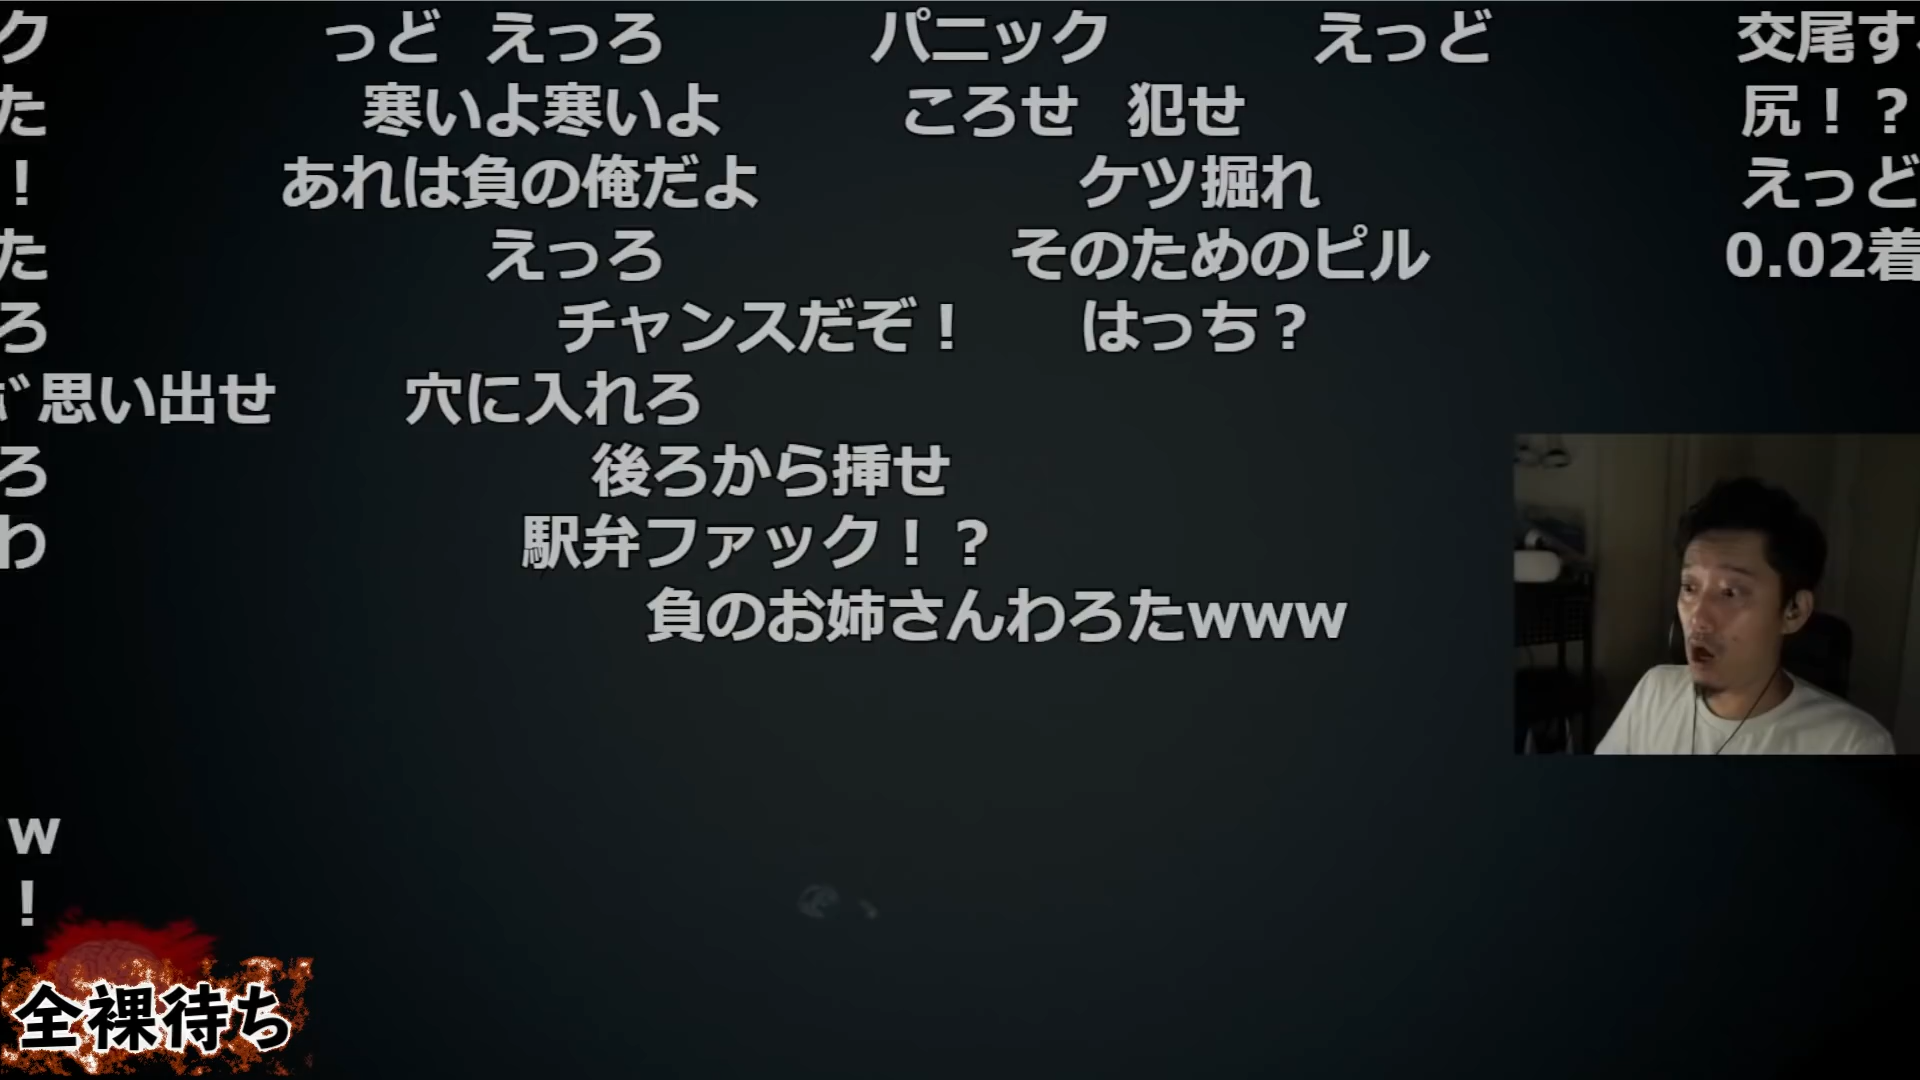 ク っど えっろ パニック えっど 交尾す
た 寒いよ寒いよ ころせ 犯せ 尻！？
！ あれは負の俺だよ ケツ掘れ えっど
た えっろ そのためのピル 0.02着
ろ チャンスだぞ！ はっち？
思い出せ 穴に入れろ
ろ 後ろから挿せ
わ 駅弁ファック！？
負のお姉さんわろたwww
w
！
全裸待ち